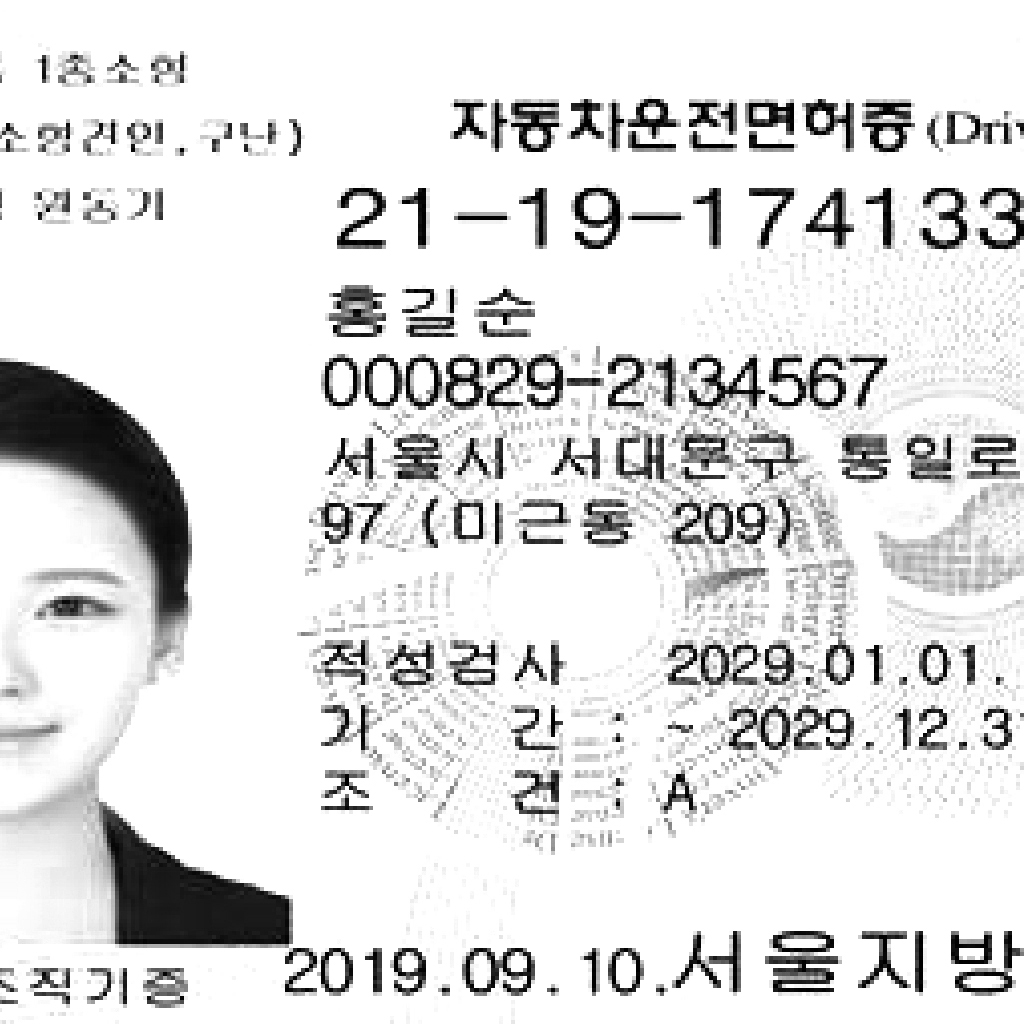 1종소형
소형견인,구난)
원동기
자동차운전면허증(Driv
21-19-174133
홍길순
000829-2134567
서울시 서대문구 통일로
97 (미근동 209)
적성검사 2029.01.01.
기 간 : ~ 2029.12.31
조 건 : A
2019.09.10.서울지방
조직기증